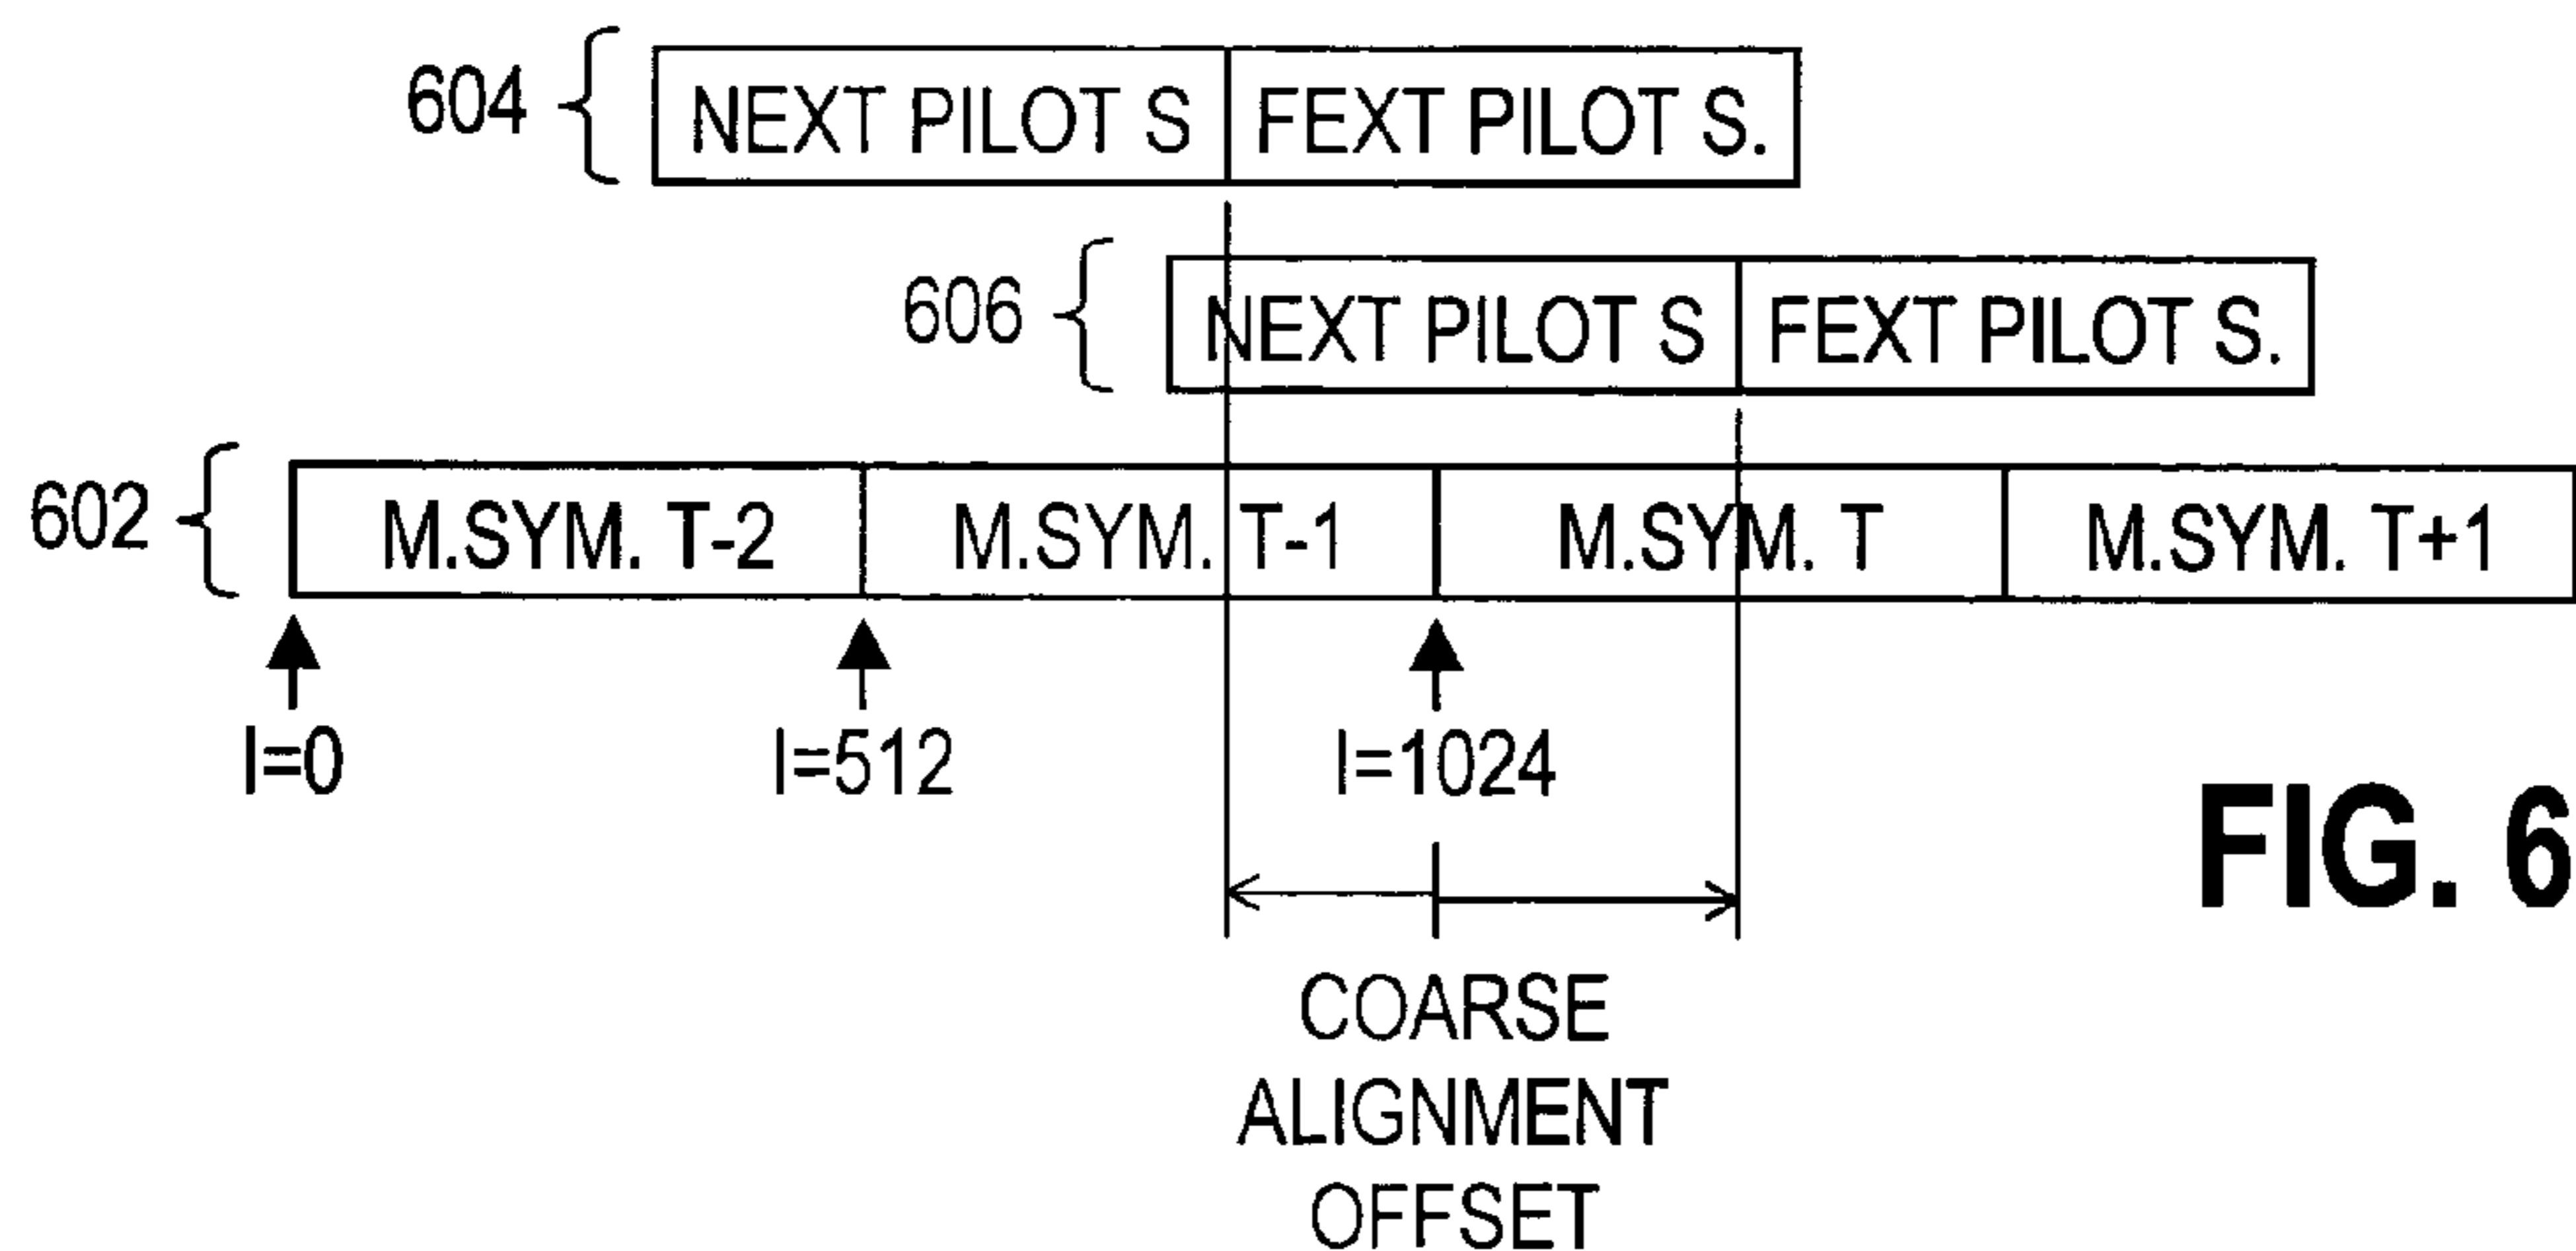 604
NEXT PILOT S
FEXT PILOT S.
606
NEXT PILOT S
FEXT PILOT S.
602
M.SYM. T-2
M.SYM. T-1
M.SYM. T
M.SYM. T+1
I=0
I=512
I=1024
FIG. 6
COARSE
ALIGNMENT
OFFSET